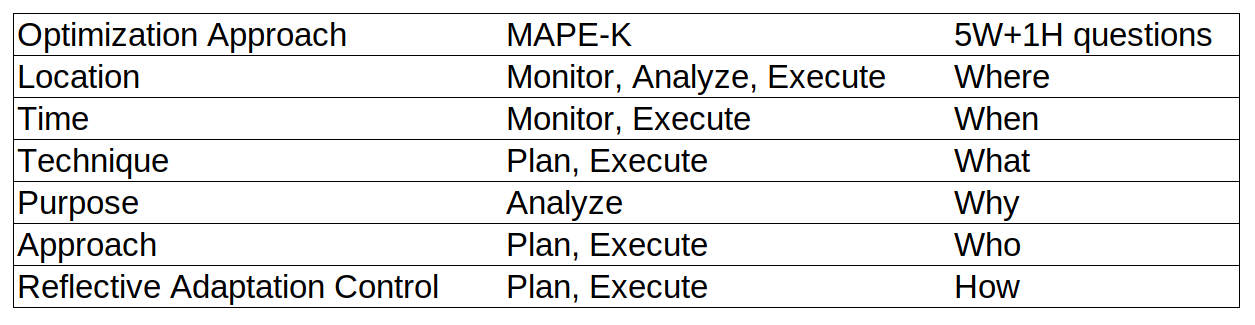 Optimization Approach MAPE-K 5W+1H questions
Location Monitor, Analyze, Execute Where
Time Monitor, Execute When
Technique Plan, Execute What
Purpose Analyze Why
Approach Plan, Execute Who
Reflective Adaptation Control Plan, Execute How